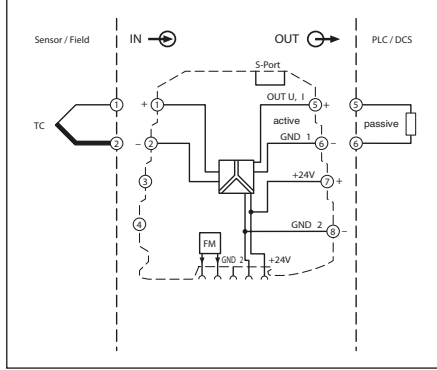 Sensor / Field IN OUT PLC / DCS
S-Port
1 + 1 OUT U, I 5 + 5
TC active passive
2 – 2 GND 1 6 – 6
3 +24V 7 +
4 GND 2 8 –
FM
GND 2 +24V